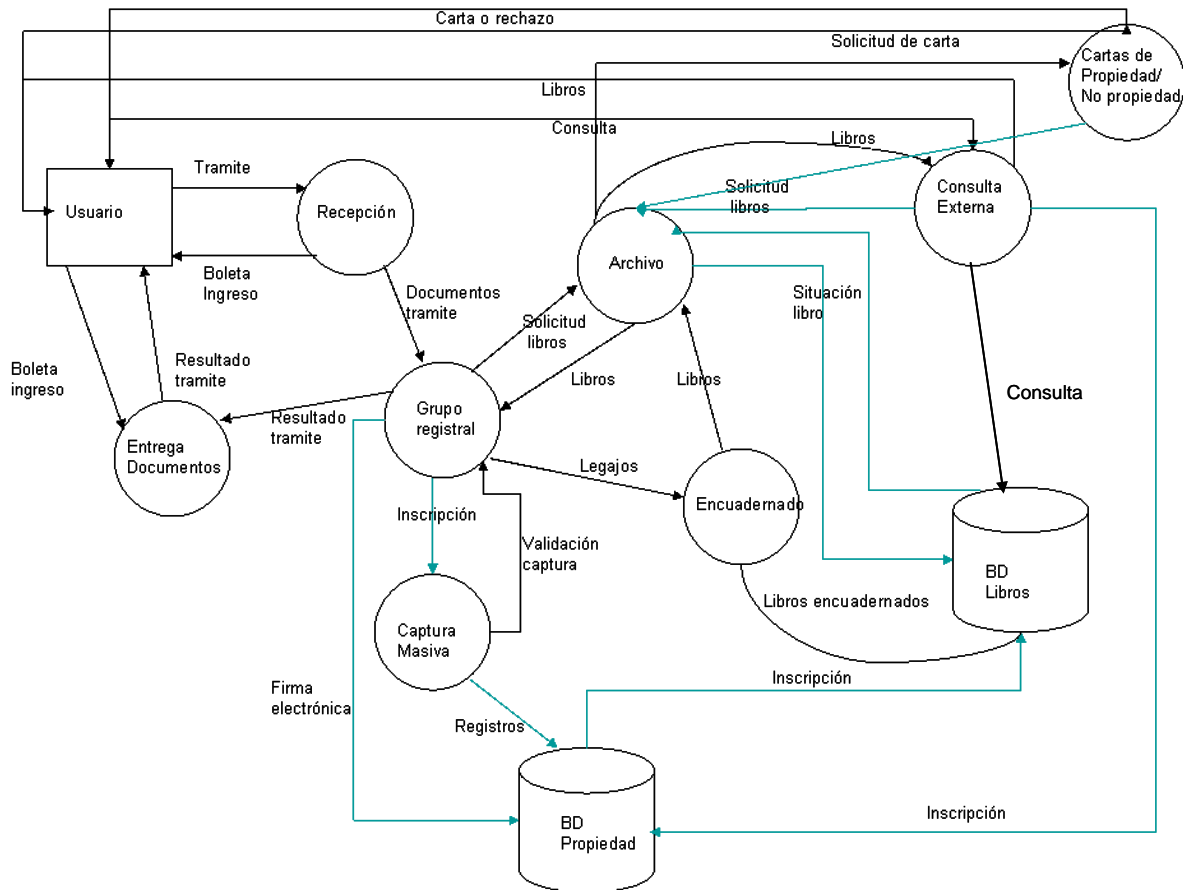 Carta o rechazo
Solicitud de carta
Cartas de
Propiedad/
No propiedad
Libros
Consulta
Libros
Tramite
Usuario
Recepción
Solicitud
libros
Consulta
Externa
Boleta
Ingreso
Archivo
Documentos
tramite
Situación
libro
Solicitud
libros
Boleta
ingreso
Resultado
tramite
Libros
Libros
Consulta
Grupo
registral
Resultado
tramite
Entrega
Documentos
Legajos
Encuadernado
Inscripción
Validación
captura
BD
Libros
Libros encuadernados
Captura
Masiva
Firma
electrónica
Inscripción
Registros
Inscripción
BD
Propiedad